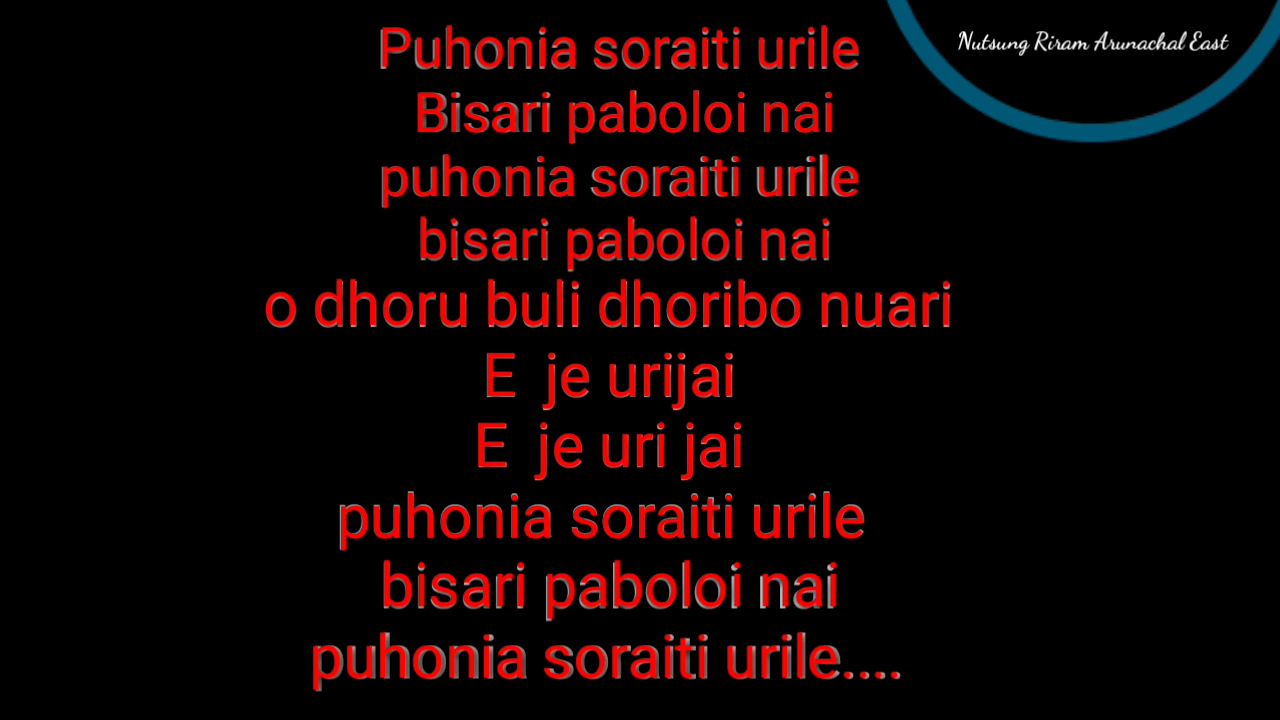 Nutsung Riram Arunachal East
Puhonia soraiti urile
Bisari paboloi nai
puhonia soraiti urile
bisari paboloi nai
o dhoru buli dhoribo nuari
E je urijai
E je uri jai
puhonia soraiti urile
bisari paboloi nai
puhonia soraiti urile....